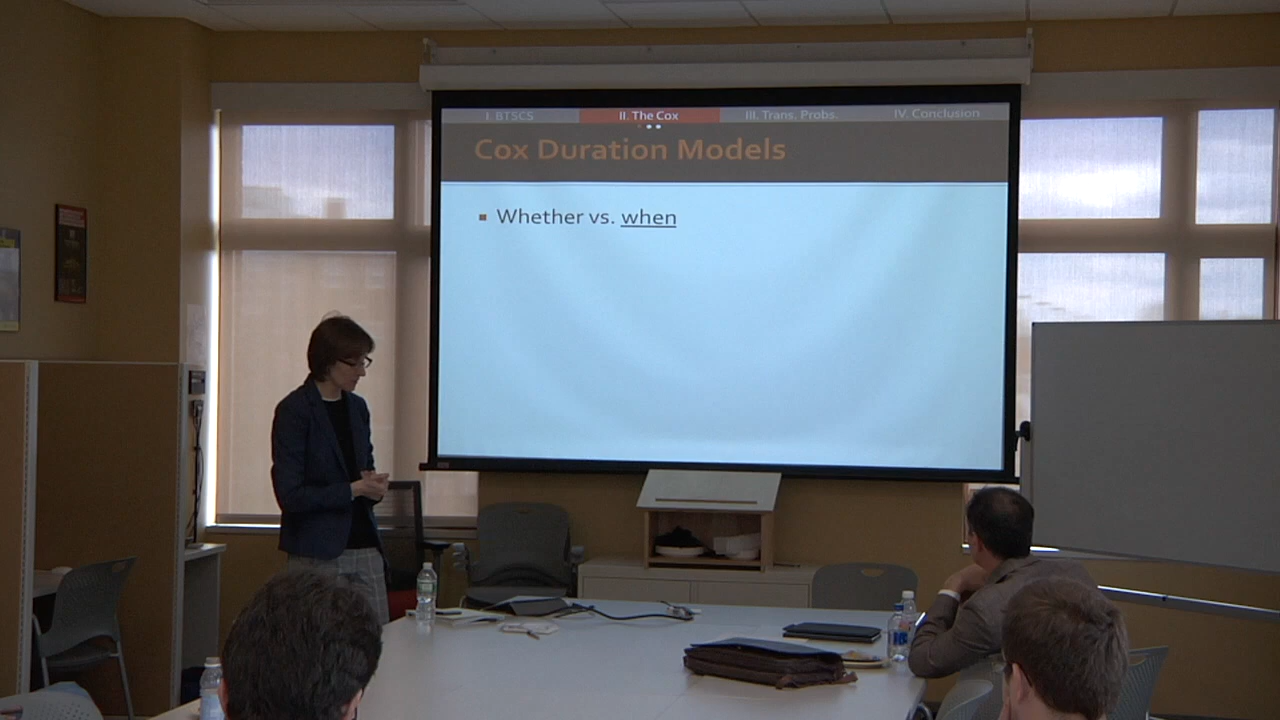 I. BTSCS II. The Cox III. Trans. Probs. IV. Conclusion
Cox Duration Models
Whether vs. when